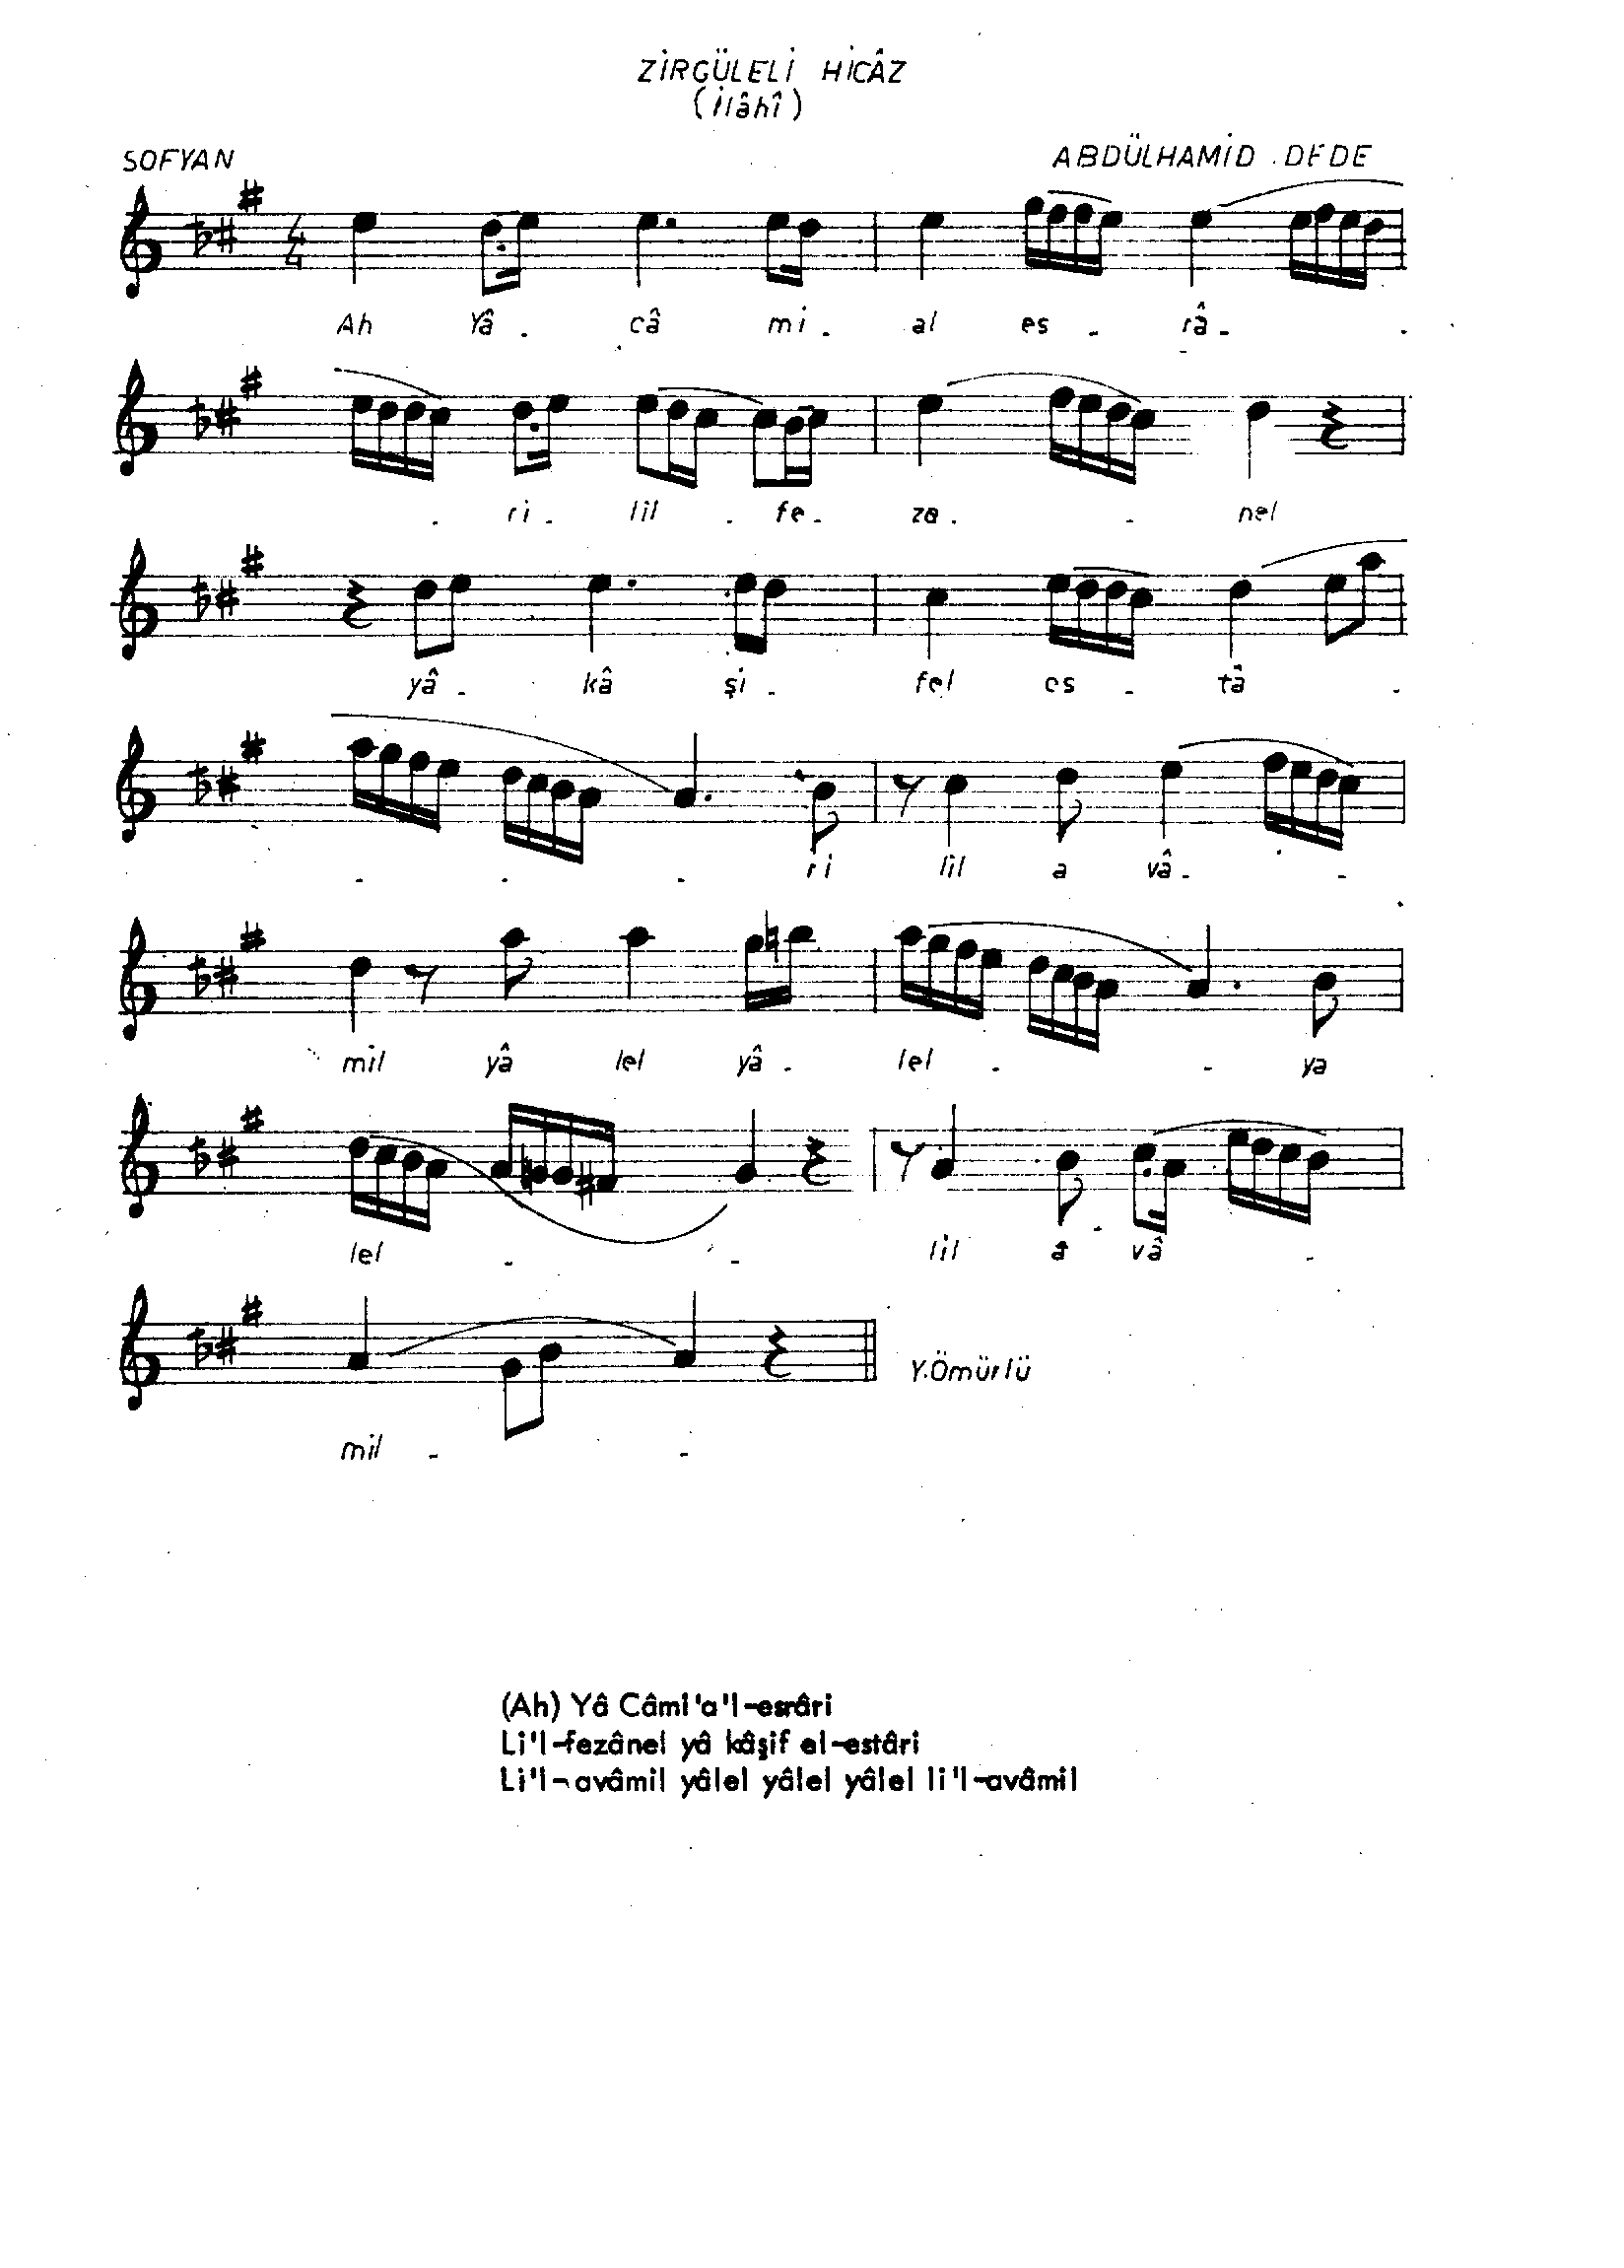 ZİRGÜLELİ HİCÂZ
(İlâhî)
SOFYAN ABDÜLHAMİD DEDE
4
4
Ah Yâ . câ mi . al es - râ - .
. ri . lil . fe - za . - nel
yâ . kâ şi . fel es - tâ .
- - - ri lil a vâ - -
mil yâ lel yâ . lel - - ya
lel - - lil a vâ -
mil - -
Y.Ömürlü
(Ah) Yâ Câmi'a'l-esrâri
Li'l-fezânel yâ kâşif el-estâri
Li'l-avâmil yâlel yâlel yâlel li'l-avâmil